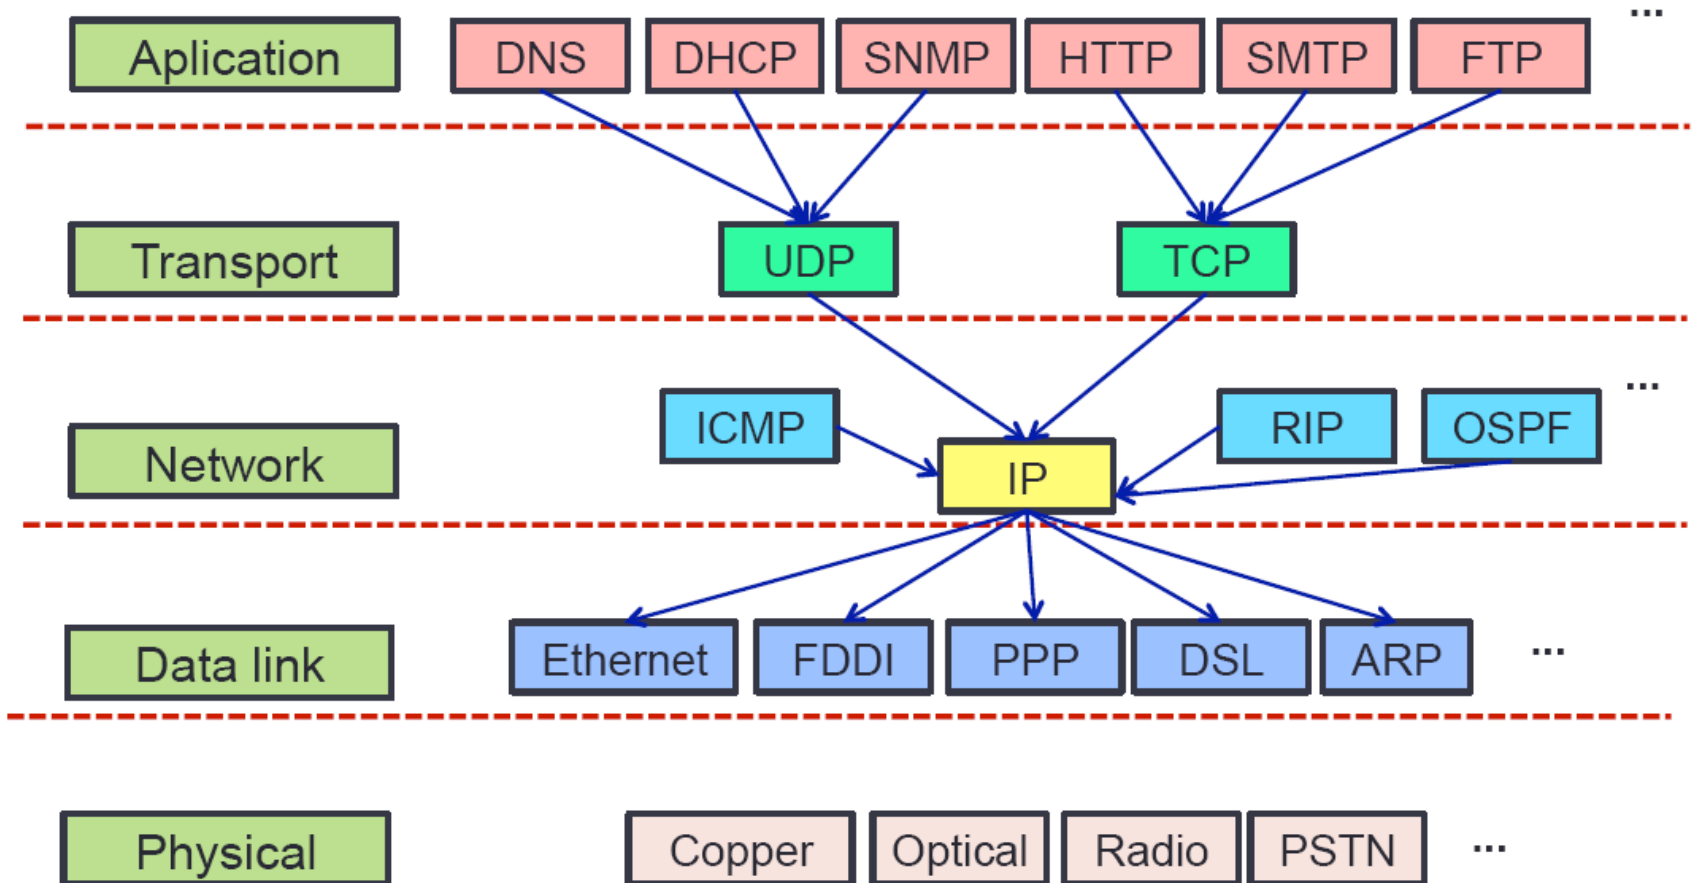 ...
Aplication DNS DHCP SNMP HTTP SMTP FTP
Transport UDP TCP
...
ICMP RIP OSPF
Network IP
Data link Ethernet FDDI PPP DSL ARP ...
Physical Copper Optical Radio PSTN ...